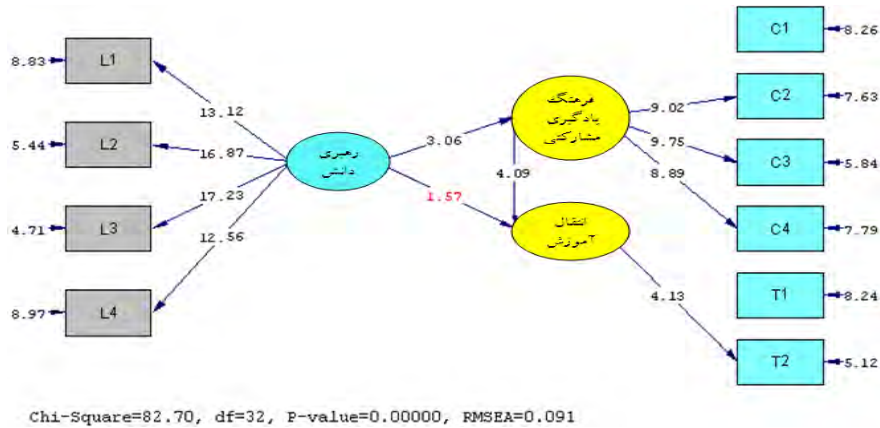 C1
8.26
8.83
L1
C2
7.63
13.12
فرهنگ
یادگیری
مشارکتی
9.02
5.44
L2
16.87
رهبری
دانش
3.06
9.75
C3
5.84
4.09
8.89
17.23
1.57
4.71
L3
12.56
انتقال
آموزش
C4
7.79
T1
8.24
8.97
L4
4.13
T2
5.12
Chi-Square=82.70, df=32, P-value=0.00000, RMSEA=0.091